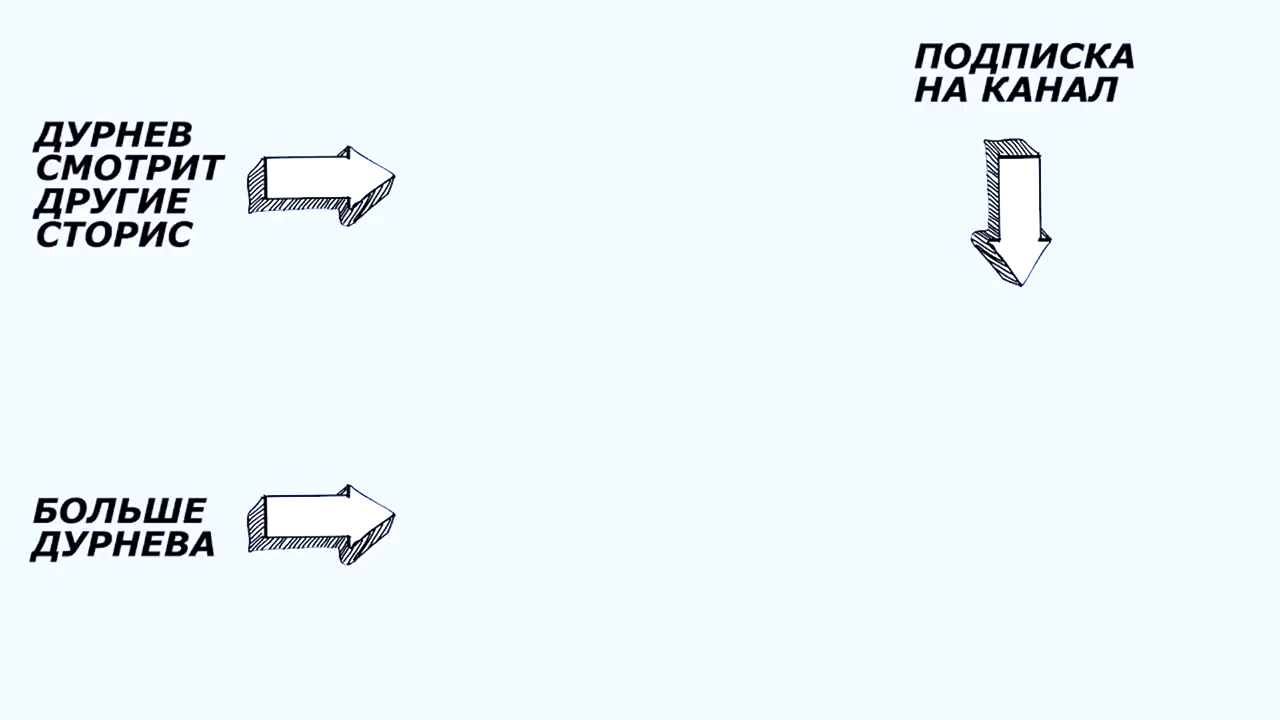 ПОДПИСКА
НА КАНАЛ
ДУРНЕВ
СМОТРИТ
ДРУГИЕ
СТОРИС
БОЛЬШЕ
ДУРНЕВА